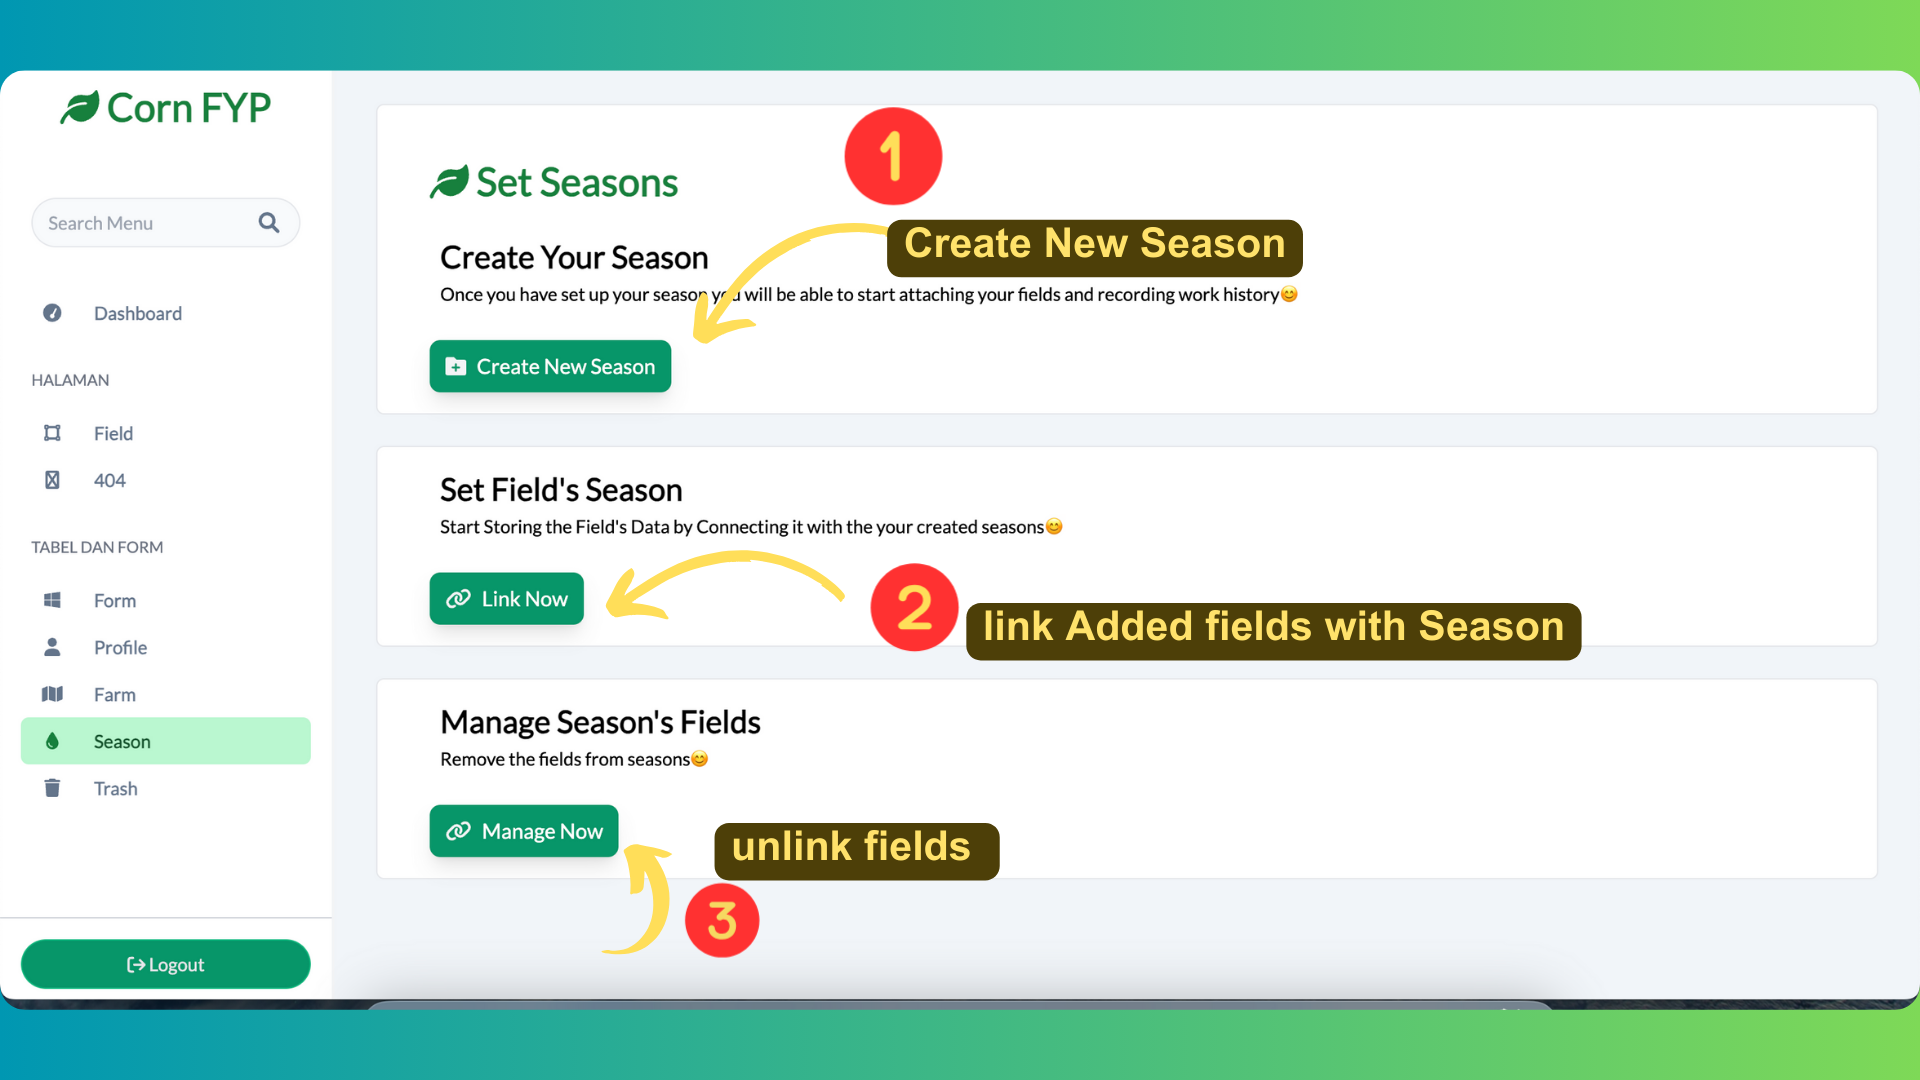 Corn FYP
Search Menu
Dashboard
HALAMAN
Field
404
TABEL DAN FORM
Form
Profile
Farm
Season
Trash
Logout
1
Set Seasons
Create New Season
Create Your Season
Once you have set up your season you will be able to start attaching your fields and recording work history😊
Create New Season
Set Field's Season
Start Storing the Field's Data by Connecting it with the your created seasons😊
Link Now
2
link Added fields with Season
Manage Season's Fields
Remove the fields from seasons😊
Manage Now
unlink fields
3